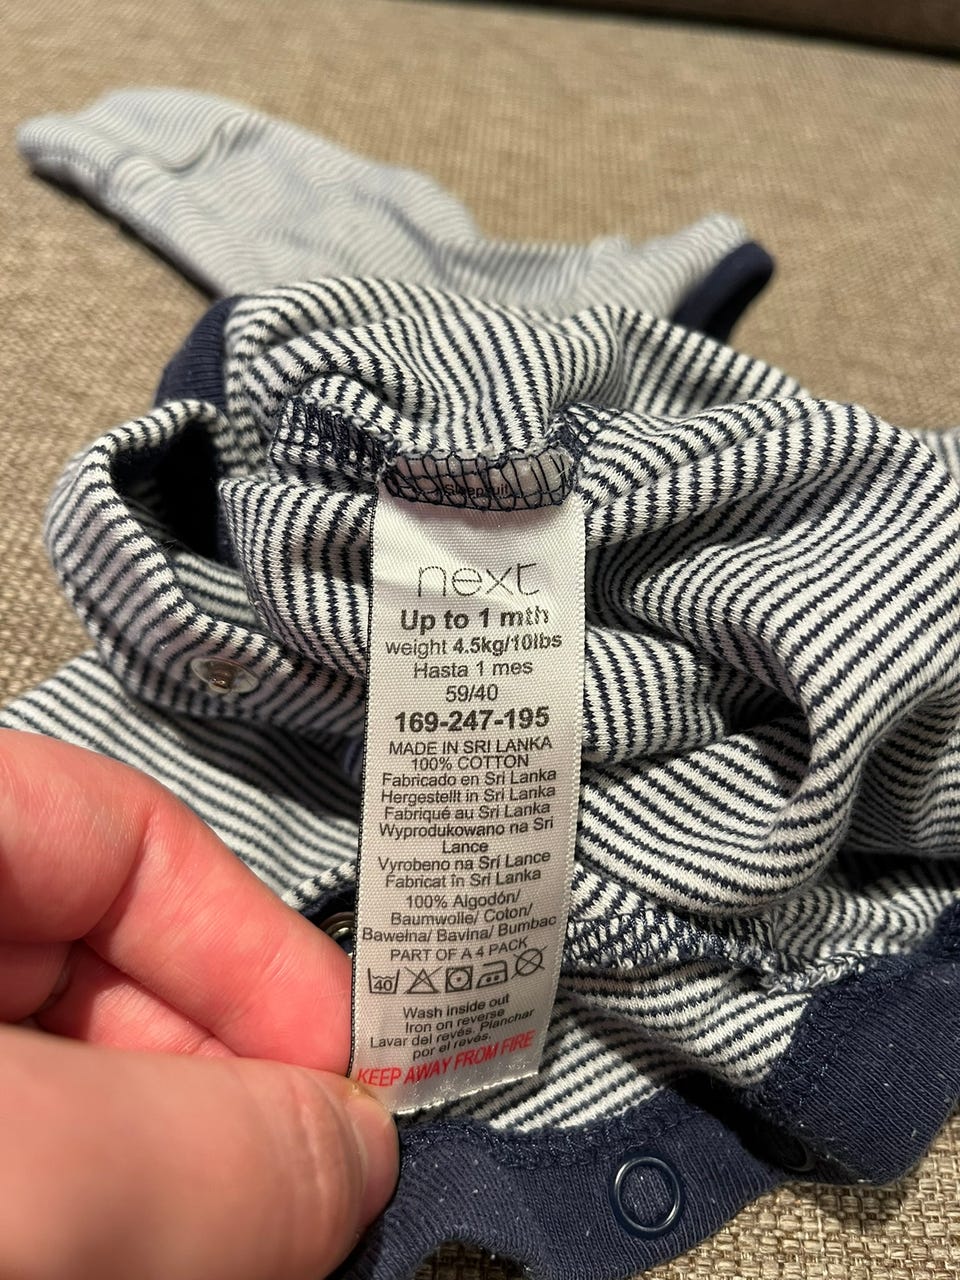 Sleepsuit
next
Up to 1 mth
weight 4.5kg/10lbs
Hasta 1 mes
59/40
169-247-195
MADE IN SRI LANKA
100% COTTON
Fabricado en Sri Lanka
Hergestellt in Sri Lanka
Fabriqué au Sri Lanka
Wyprodukowano na Sri
Lance
Vyrobeno na Srí Lance
Fabricat în Sri Lanka
100% Algodón/
Baumwolle/ Coton/
Bawełna/ Bavlna/ Bumbac
PART OF A 4 PACK
40
Wash inside out
Iron on reverse
Lavar del revés. Planchar
por el revés.
KEEP AWAY FROM FIRE